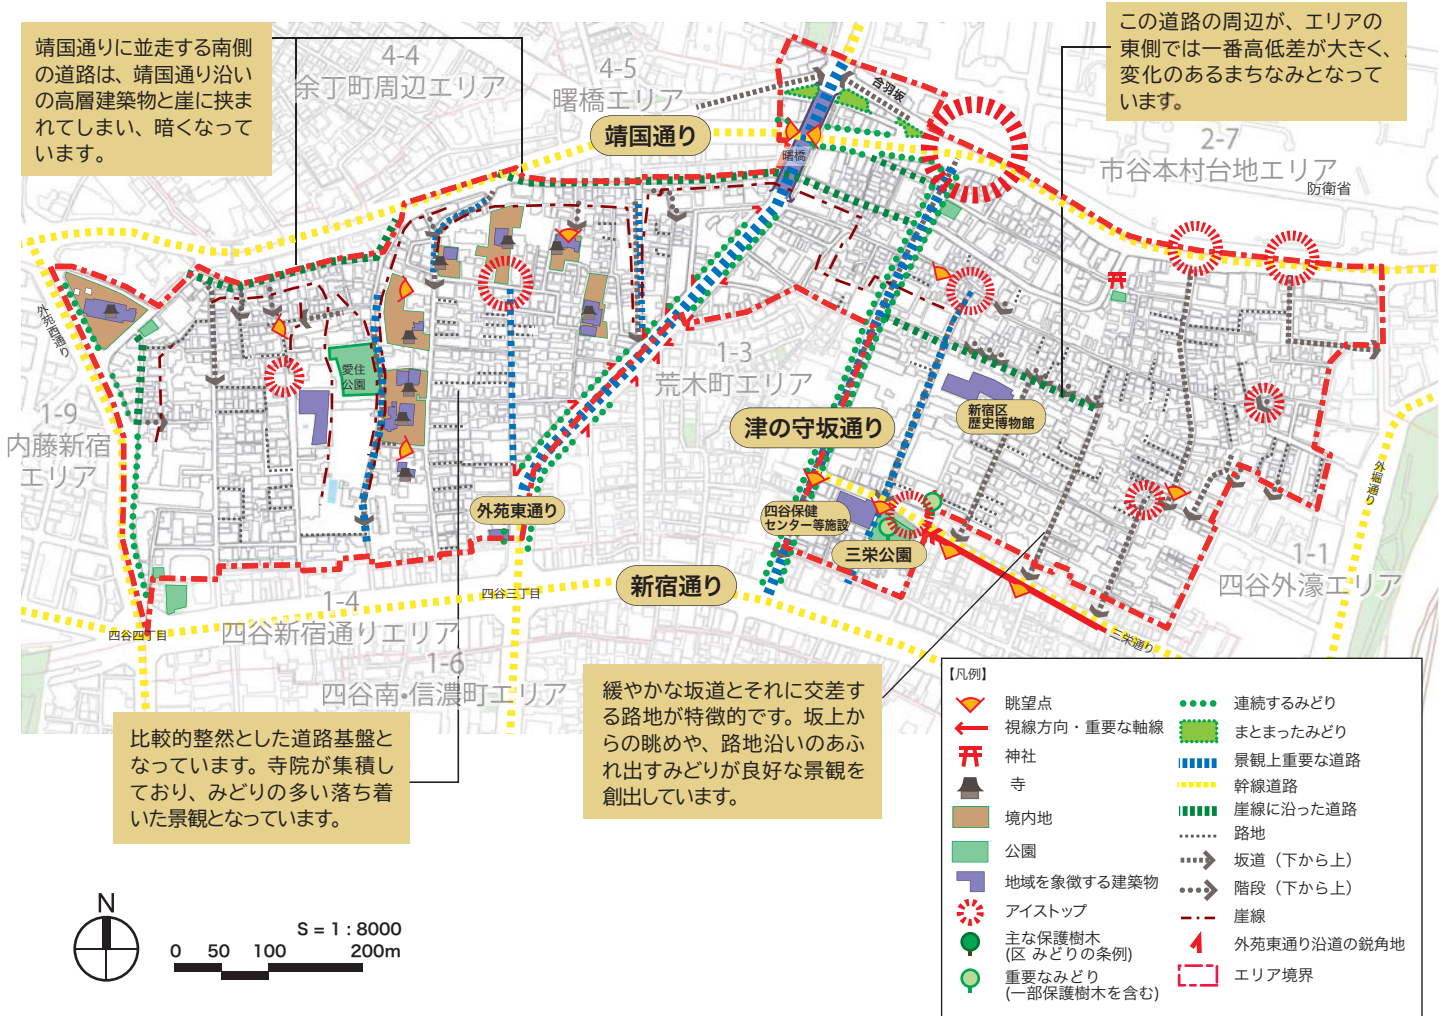 靖国通りに並走する南側
の道路は、靖国通り沿い
の高層建築物と崖に挟ま
れてしまい、暗くなって
います。
この道路の周辺が、エリアの
東側では一番高低差が大きく、
変化のあるまちなみとなって
います。
4-4
余丁町周辺エリア
4-5
曙橋エリア
合羽坂
靖国通り
曙橋
2-7
市谷本村台地エリア
防衛省
外苑西通り
愛住
公園
1-3
荒木町エリア
1-9
内藤新宿
エリア
津の守坂通り
新宿区
歴史博物館
外堀通り
外苑東通り
四谷保健
センター等施設
三栄公園
1-1
四谷外濠エリア
新宿通り
四谷三丁目
1-4
四谷新宿通りエリア
四谷四丁目
三栄通り
1-6
四谷南・信濃町エリア
比較的整然とした道路基盤と
なっています。寺院が集積し
ており、みどりの多い落ち着
いた景観となっています。
緩やかな坂道とそれに交差す
る路地が特徴的です。坂上か
らの眺めや、路地沿いのあふ
れ出すみどりが良好な景観を
創出しています。
【凡例】
眺望点
視線方向・重要な軸線
神社
寺
境内地
公園
地域を象徴する建築物
アイストップ
主な保護樹木
(区 みどりの条例)
重要なみどり
(一部保護樹木を含む)
連続するみどり
まとまったみどり
景観上重要な道路
幹線道路
崖線に沿った道路
路地
坂道（下から上）
階段（下から上）
崖線
外苑東通り沿道の鋭角地
エリア境界
N
S = 1 : 8000
0 50 100 200m